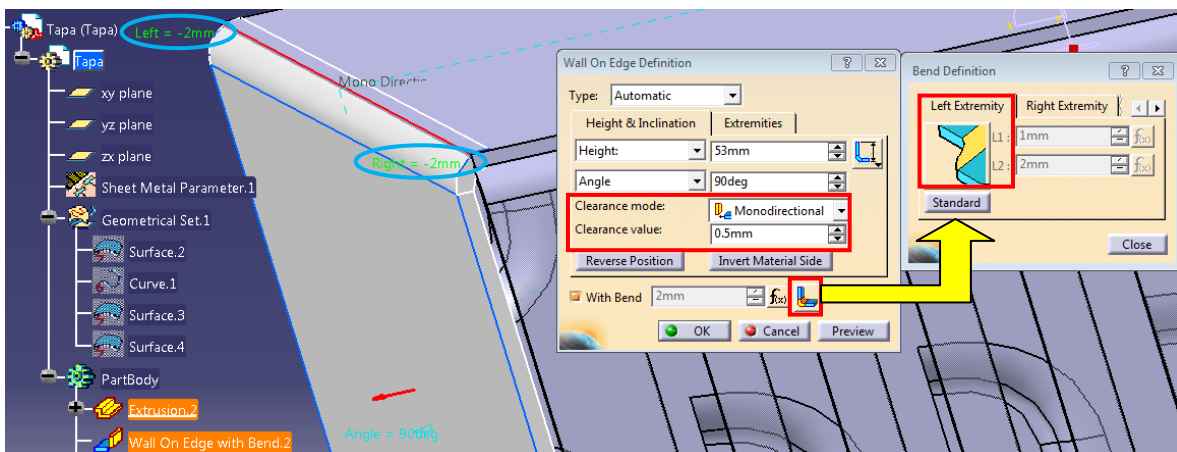 Tapa (Tapa)
Left = -2mm
Tapa
xy plane
yz plane
zx plane
Sheet Metal Parameter.1
Geometrical Set.1
Surface.2
Curve.1
Surface.3
Surface.4
PartBody
Extrusion.2
Wall On Edge with Bend.2
Mono Directic
Right = -2mm
Angle = 90deg
X
Y
Wall On Edge Definition
Type: Automatic
Height & Inclination Extremities
Height: 53mm
Angle 90deg
Clearance mode: Monodirectional
Clearance value: 0.5mm
Reverse Position Invert Material Side
With Bend 2mm f(x)
OK Cancel Preview
Bend Definition
Left Extremity Right Extremity
L1 : 1mm f(x)
L2 : 2mm f(x)
Standard
Close